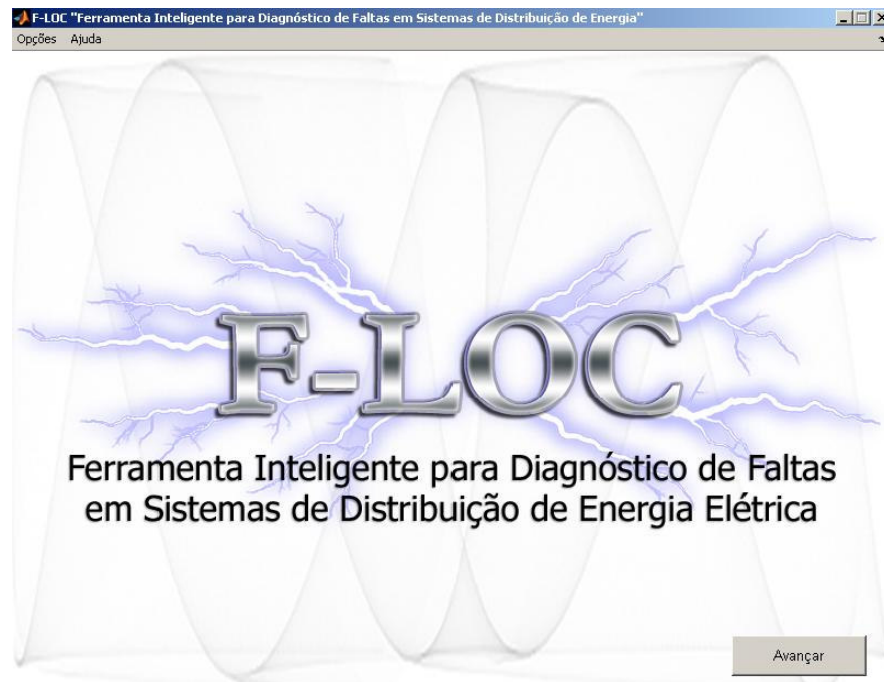 F-LOC "Ferramenta Inteligente para Diagnóstico de Faltas em Sistemas de Distribuição de Energia"
Opções Ajuda
F-LOC
Ferramenta Inteligente para Diagnóstico de Faltas
em Sistemas de Distribuição de Energia Elétrica
Avançar